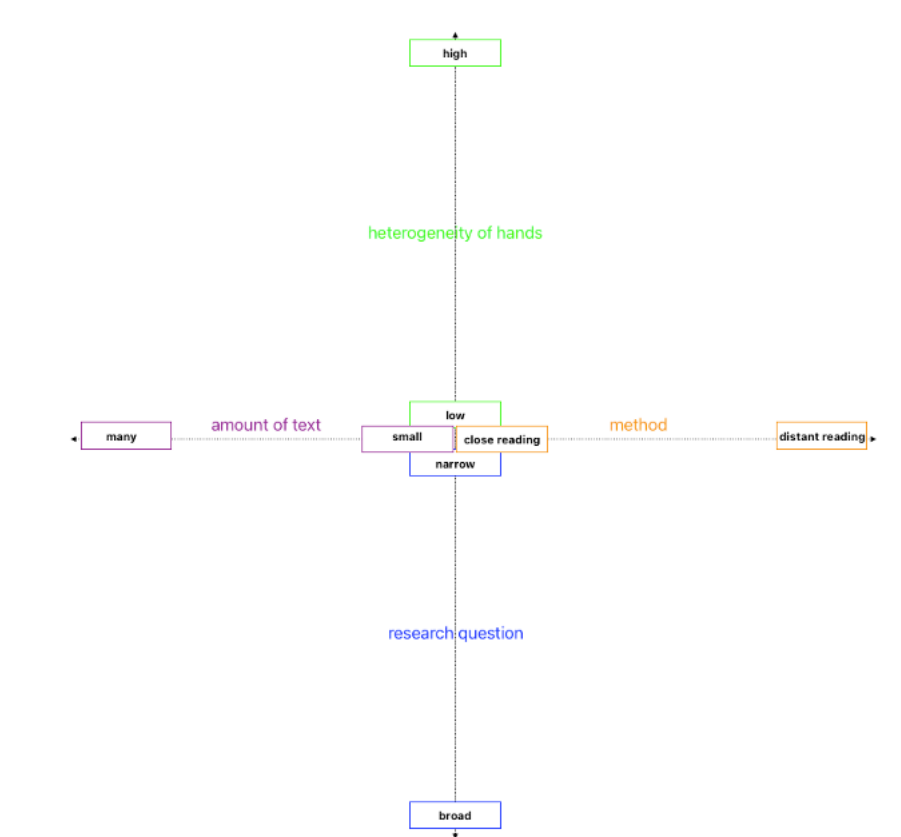 high
heterogeneity of hands
low
many
amount of text
small
close reading
method
distant reading
narrow
research question
broad